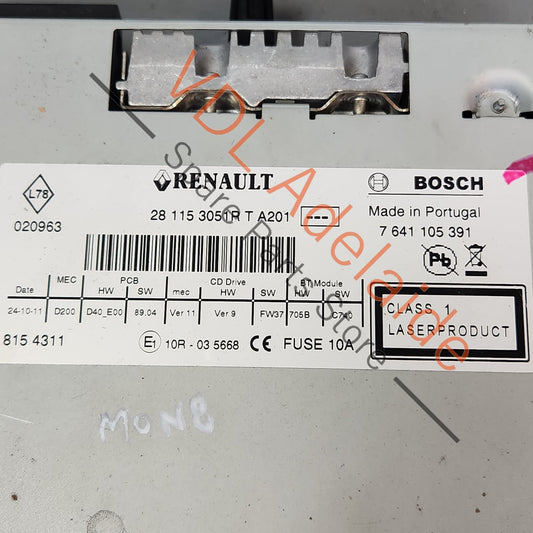 L78
020963
RENAULT
28 115 3051R T A201 ---
BOSCH
Made in Portugal
7 641 105 391
Pb
MEC PCB CD Drive BT Module
Date HW SW mec HW SW HW SW
24-10-11 D200 D40_E00 89.04 Ver 11 Ver 9 FW37 705B C740
CLASS 1
LASERPRODUCT
815 4311
E1 10R - 03 5668 CE FUSE 10A
MONB
VDL Adelaide
Spare Parts Store